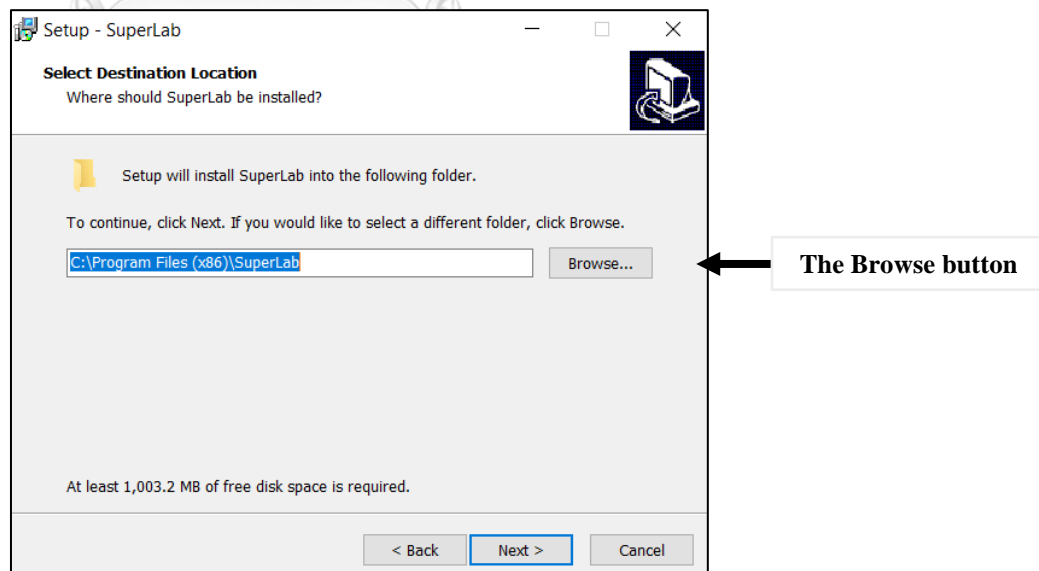 Setup - SuperLab
Select Destination Location
Where should SuperLab be installed?
Setup will install SuperLab into the following folder.
To continue, click Next. If you would like to select a different folder, click Browse.
C:\Program Files (x86)\SuperLab
Browse...
The Browse button
At least 1,003.2 MB of free disk space is required.
< Back
Next >
Cancel